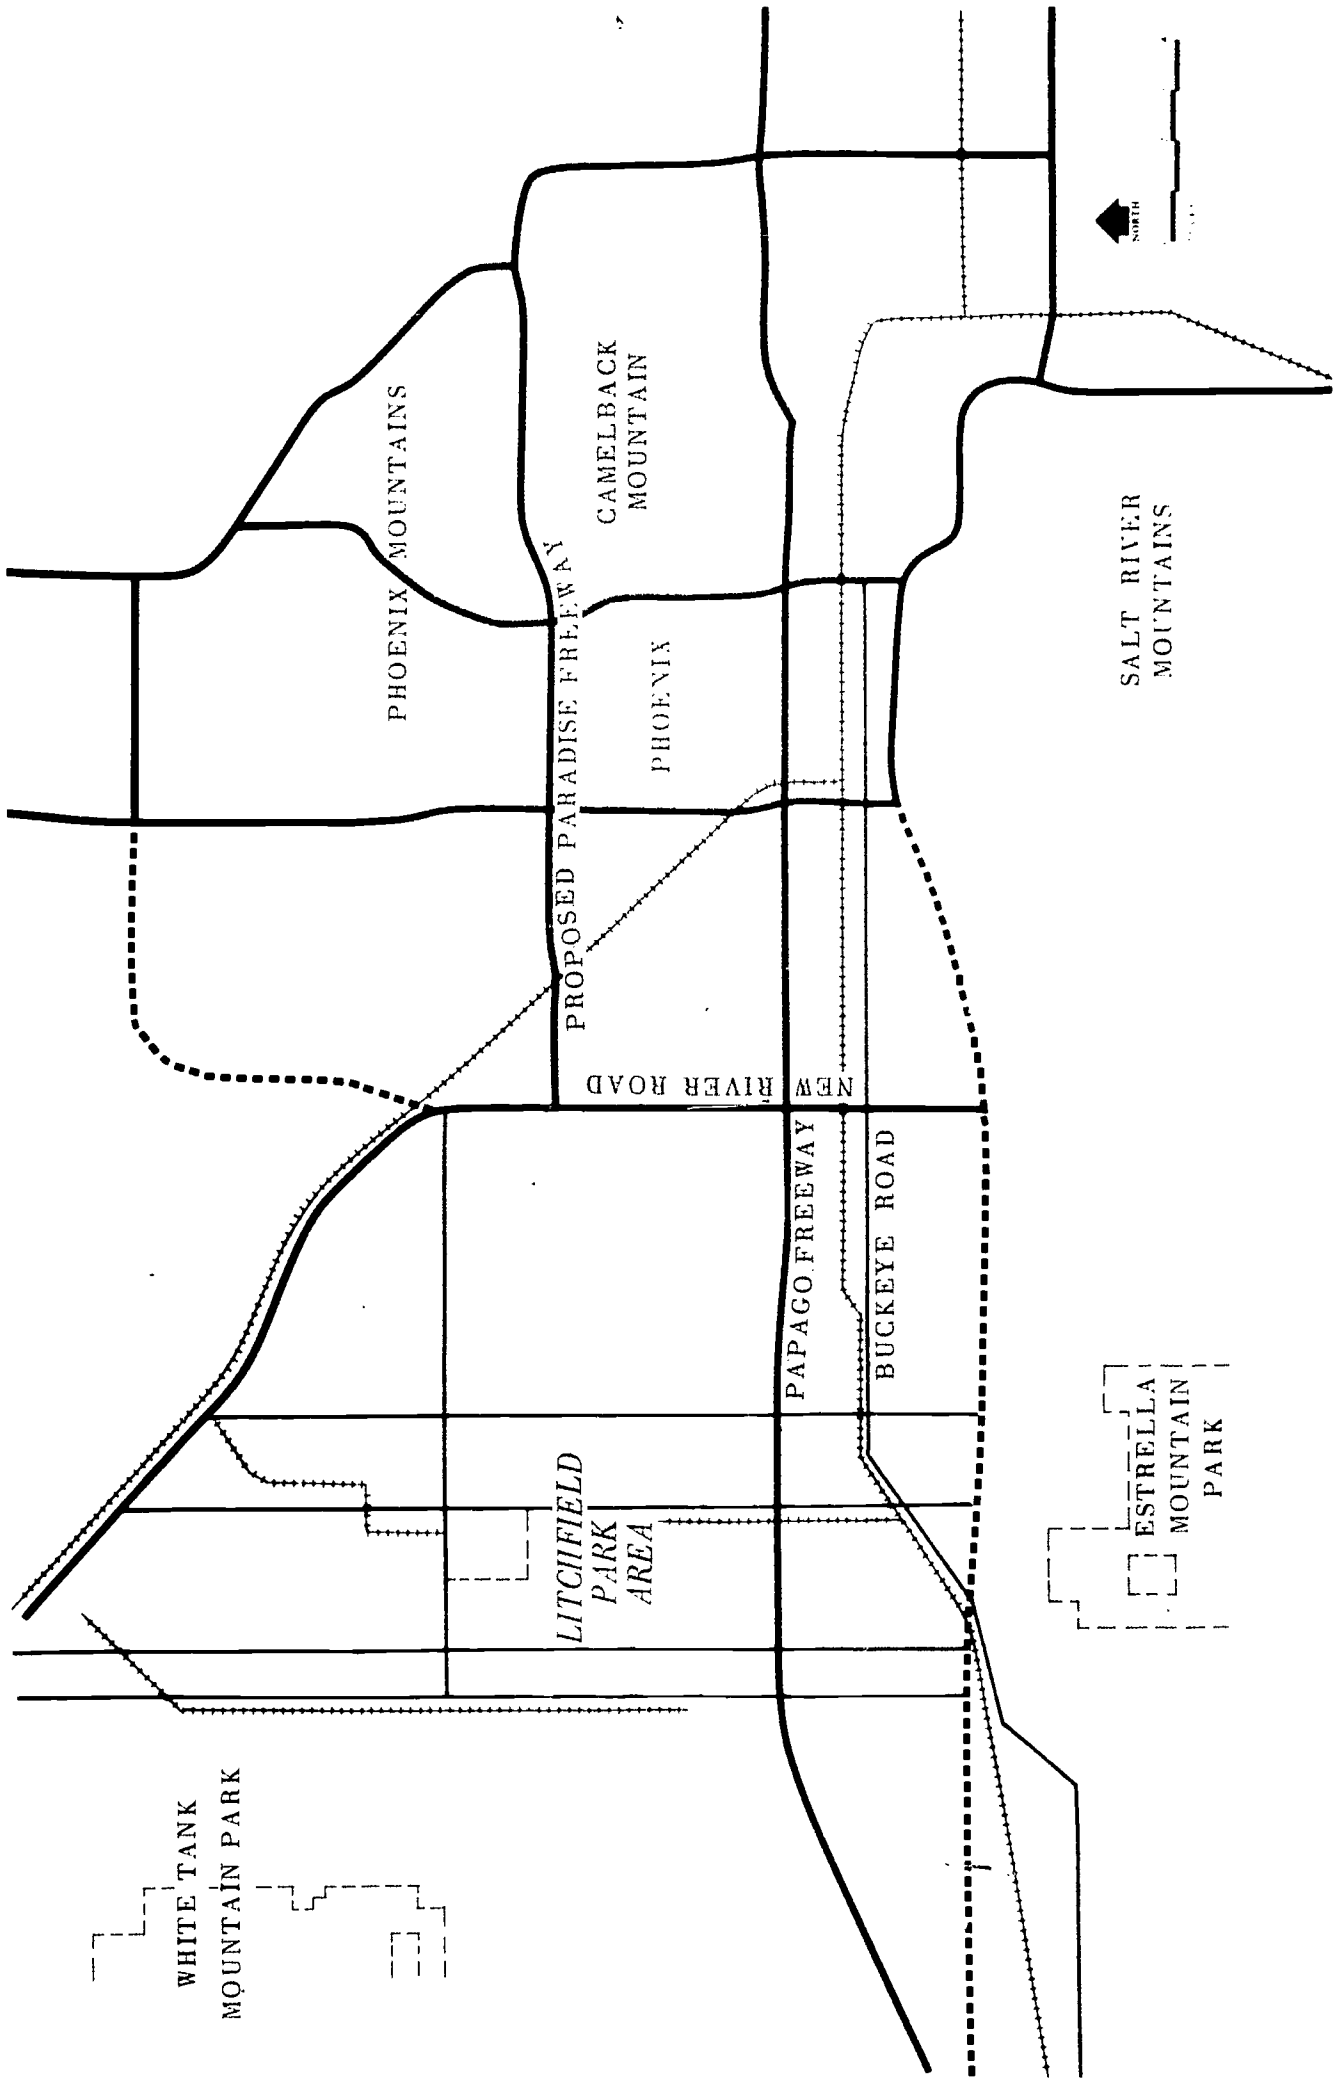 WHITE TANK
MOUNTAIN PARK
PHOENIX MOUNTAINS
CAMELBACK
MOUNTAIN
PROPOSED PARADISE FREEWAY
PHOENIX
LITCHFIELD
PARK
AREA
NEW RIVER ROAD
PAPAGO FREEWAY
BUCKEYE ROAD
ESTRELLA
MOUNTAIN
PARK
SALT RIVER
MOUNTAINS
NORTH